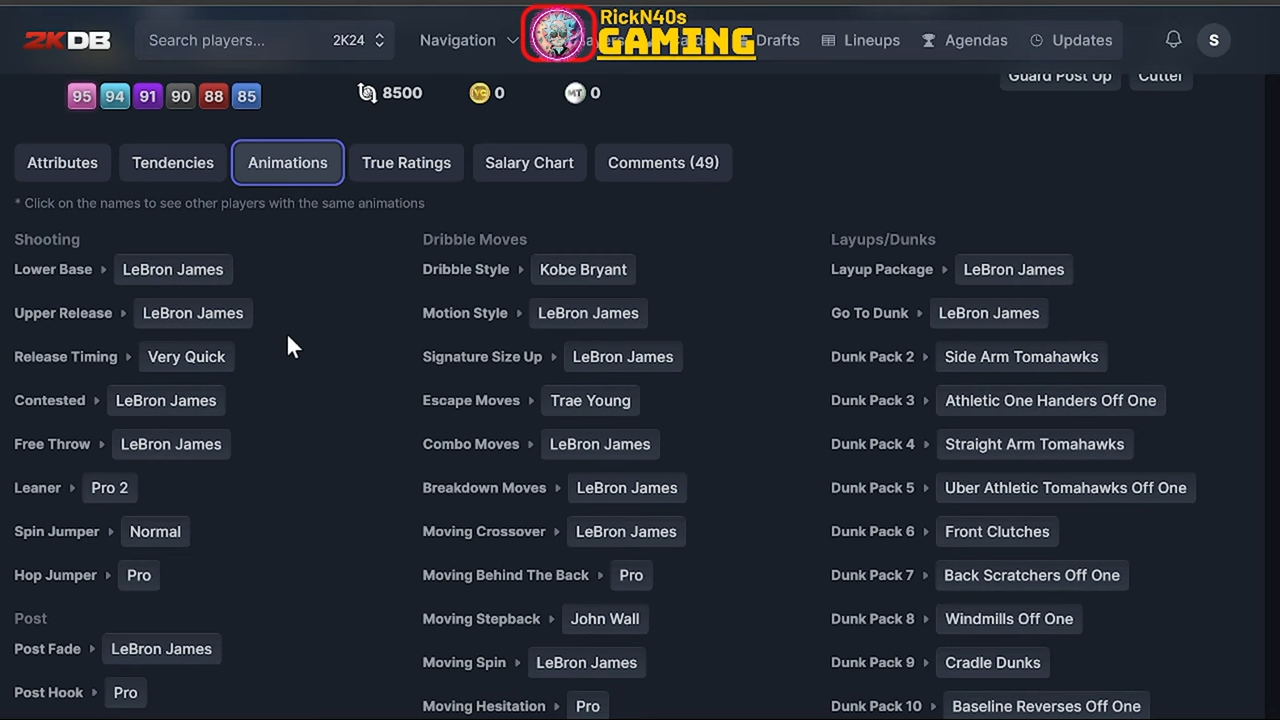 RickN40s
GAMING
2KDB
Search players...
2K24
Navigation
Drafts
Lineups
Agendas
Updates
S
95 94 91 90 88 85
8500
VC 0
MT 0
Guard Post Up
Cutter
Attributes
Tendencies
Animations
True Ratings
Salary Chart
Comments (49)
* Click on the names to see other players with the same animations
Shooting
Lower Base LeBron James
Upper Release LeBron James
Release Timing Very Quick
Contested LeBron James
Free Throw LeBron James
Leaner Pro 2
Spin Jumper Normal
Hop Jumper Pro
Post
Post Fade LeBron James
Post Hook Pro
Dribble Moves
Dribble Style Kobe Bryant
Motion Style LeBron James
Signature Size Up LeBron James
Escape Moves Trae Young
Combo Moves LeBron James
Breakdown Moves LeBron James
Moving Crossover LeBron James
Moving Behind The Back Pro
Moving Stepback John Wall
Moving Spin LeBron James
Moving Hesitation Pro
Layups/Dunks
Layup Package LeBron James
Go To Dunk LeBron James
Dunk Pack 2 Side Arm Tomahawks
Dunk Pack 3 Athletic One Handers Off One
Dunk Pack 4 Straight Arm Tomahawks
Dunk Pack 5 Uber Athletic Tomahawks Off One
Dunk Pack 6 Front Clutches
Dunk Pack 7 Back Scratchers Off One
Dunk Pack 8 Windmills Off One
Dunk Pack 9 Cradle Dunks
Dunk Pack 10 Baseline Reverses Off One